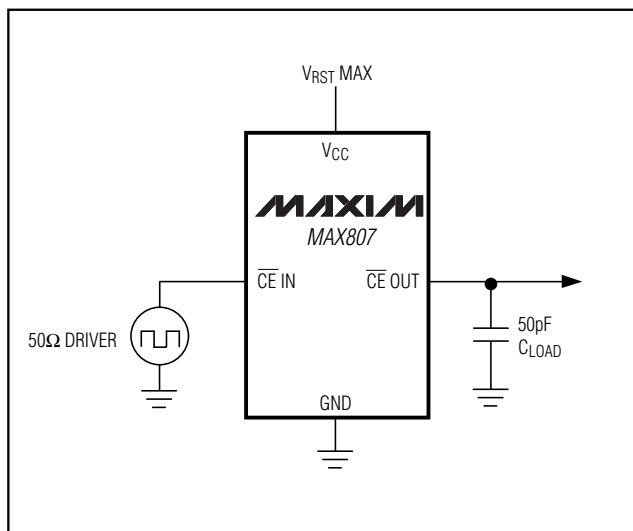 VRST MAX
VCC
MAXIM
MAX807
CE IN
CE OUT
50Ω DRIVER
50pF
CLOAD
GND